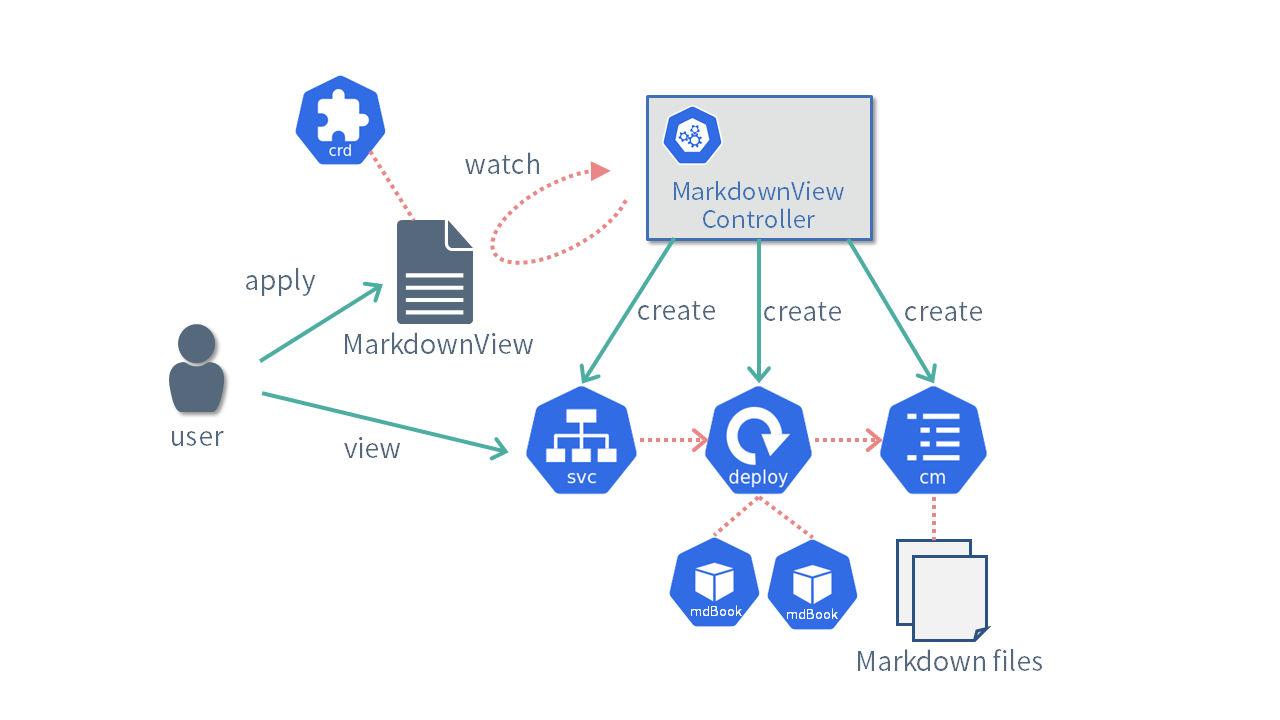 crd
watch
MarkdownView
Controller
apply
MarkdownView
create
create
create
user
view
svc
deploy
cm
mdBook
mdBook
Markdown files